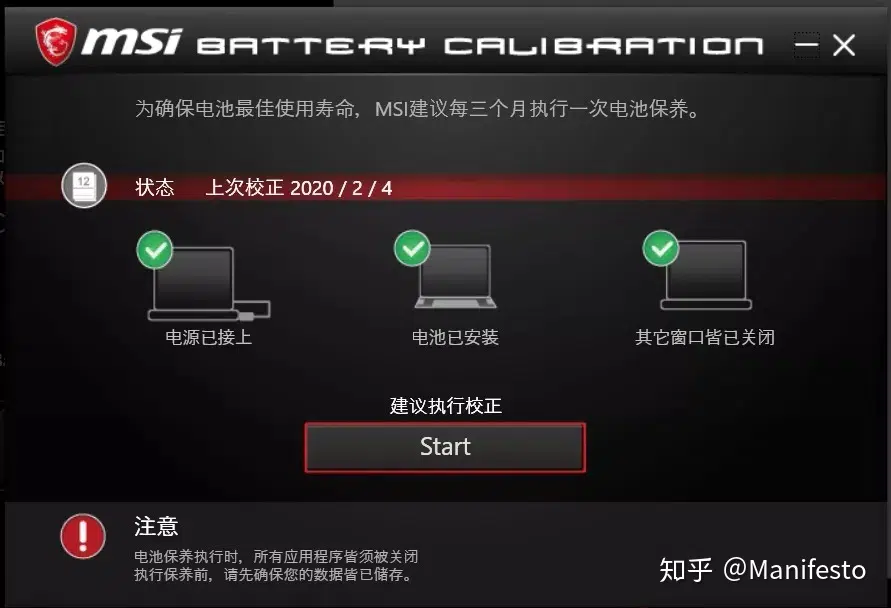 msi BATTERY CALIBRATION
为确保电池最佳使用寿命，MSI建议每三个月执行一次电池保养。
12
状态 上次校正 2020 / 2 / 4
电源已接上 电池已安装 其它窗口皆已关闭
建议执行校正
Start
注意
电池保养执行时，所有应用程序皆须被关闭
执行保养前，请先确保您的数据皆已储存。
知乎 @Manifesto